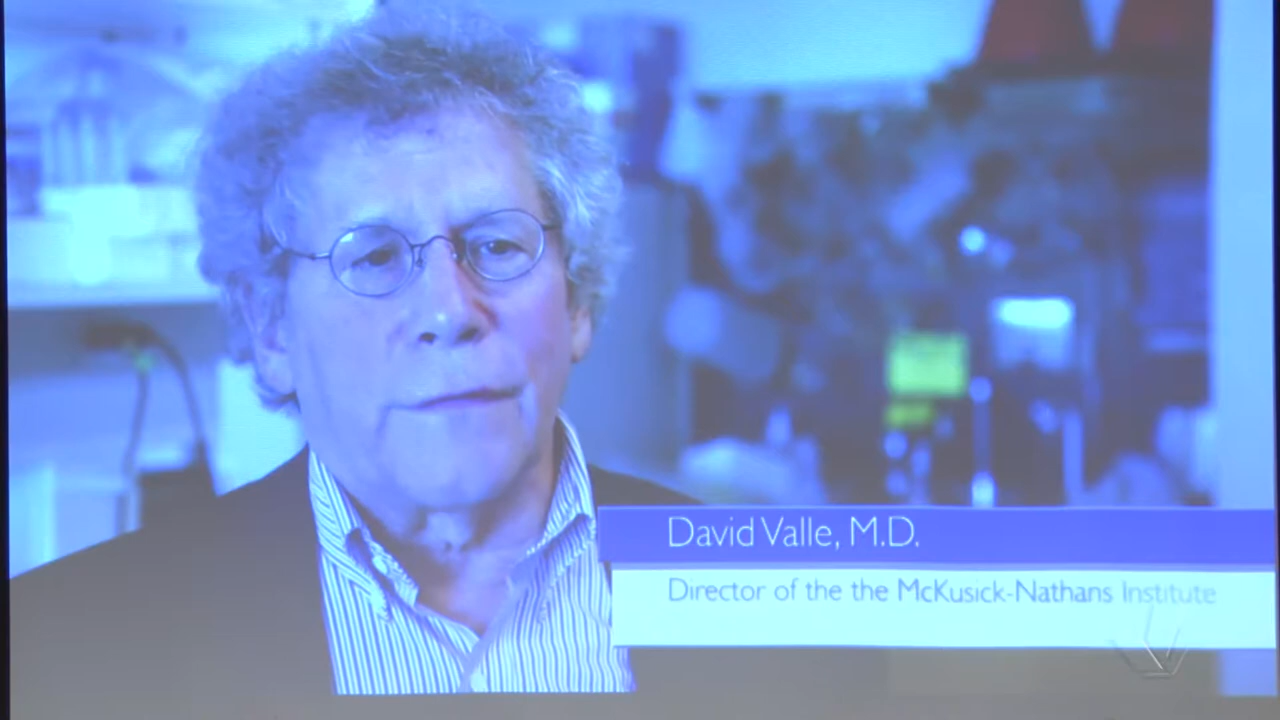 David Valle, M.D.
Director of the the McKusick-Nathans Institute